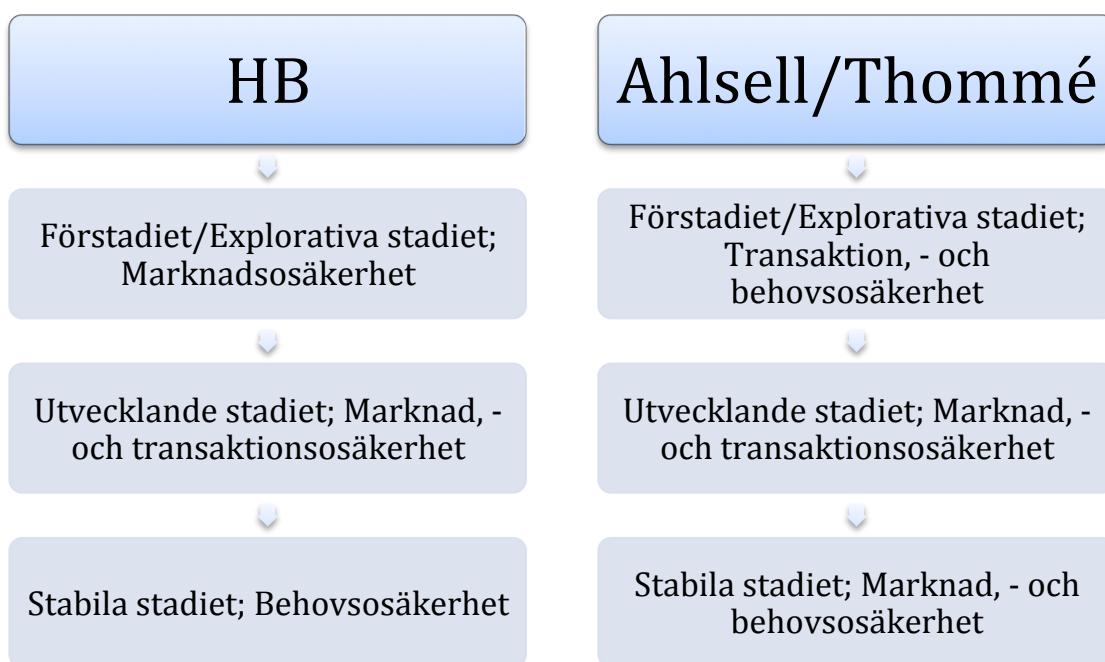 HB
Förstadiet/Explorativa stadiet;
Marknadsosäkerhet
Utvecklande stadiet; Marknad, -
och transaktionsosäkerhet
Stabila stadiet; Behovsosäkerhet
Ahlsell/Thommé
Förstadiet/Explorativa stadiet;
Transaktion, - och
behovsosäkerhet
Utvecklande stadiet; Marknad, -
och transaktionsosäkerhet
Stabila stadiet; Marknad, - och
behovsosäkerhet